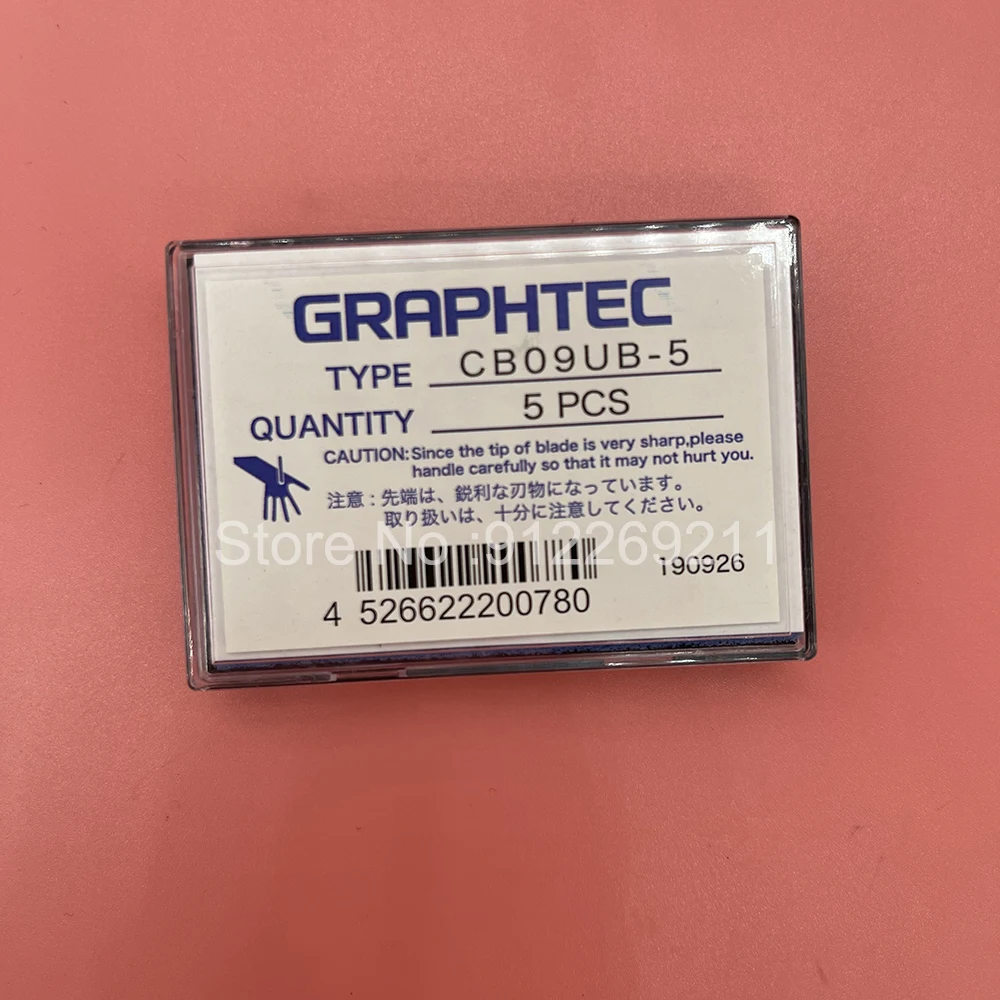 GRAPHTEC
TYPE CB09UB-5
QUANTITY 5 PCS
CAUTION: Since the tip of blade is very sharp,please
handle carefully so that it may not hurt you.
注意：先端は、鋭利な刃物になっています。
取り扱いは、十分に注意してください。
Store No :912269211
190926
4 526622200780